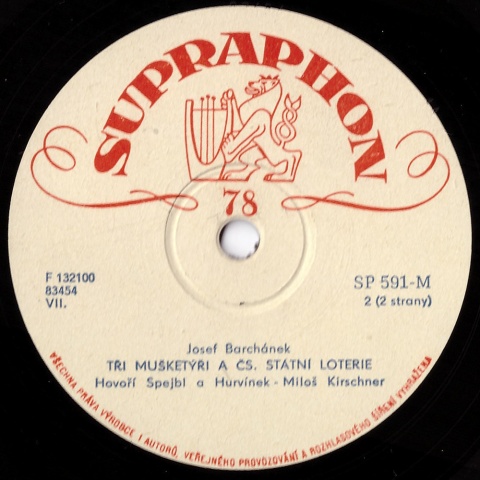 SUPRAPHON
78
F 132100
83454
VII.
SP 591-M
2 (2 strany)
Josef Barchánek
TŘI MUŠKETÝŘI A ČS. STÁTNÍ LOTERIE
Hovoří Spejbl a Hurvínek - Miloš Kirschner
VŠECHNA PRÁVA VÝROBCE I AUTORŮ, VEŘEJNÉHO PROVOZOVÁNÍ A ROZHLASOVÉHO ŠÍŘENÍ VYHRAŽENA